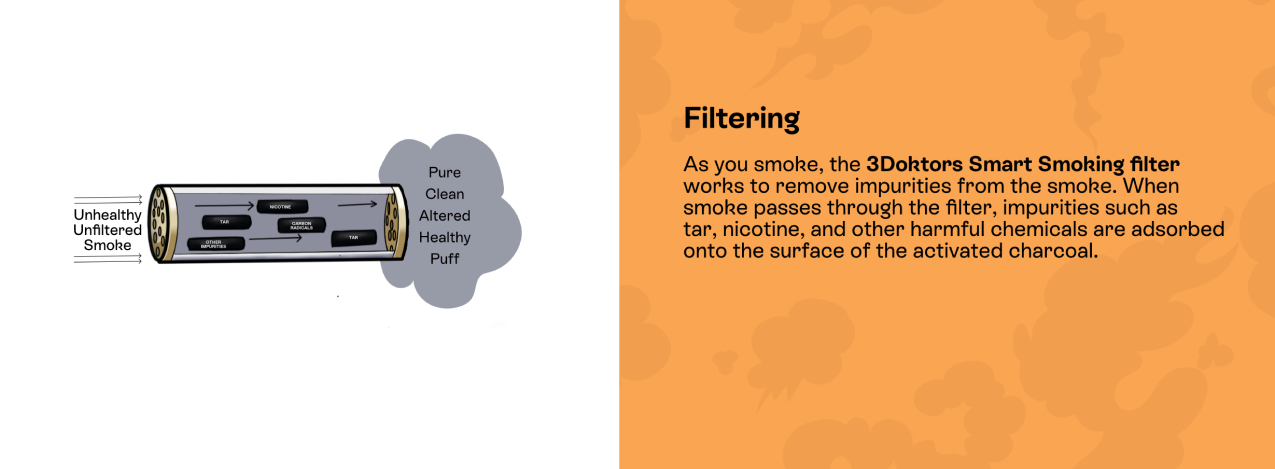 Unhealthy
Unfiltered
Smoke
NICOTINE
TAR
CARBON
RADICALS
OTHER
IMPURITIES
TAR
Pure
Clean
Altered
Healthy
Puff
Filtering
As you smoke, the 3Doktors Smart Smoking filter
works to remove impurities from the smoke. When
smoke passes through the filter, impurities such as
tar, nicotine, and other harmful chemicals are adsorbed
onto the surface of the activated charcoal.